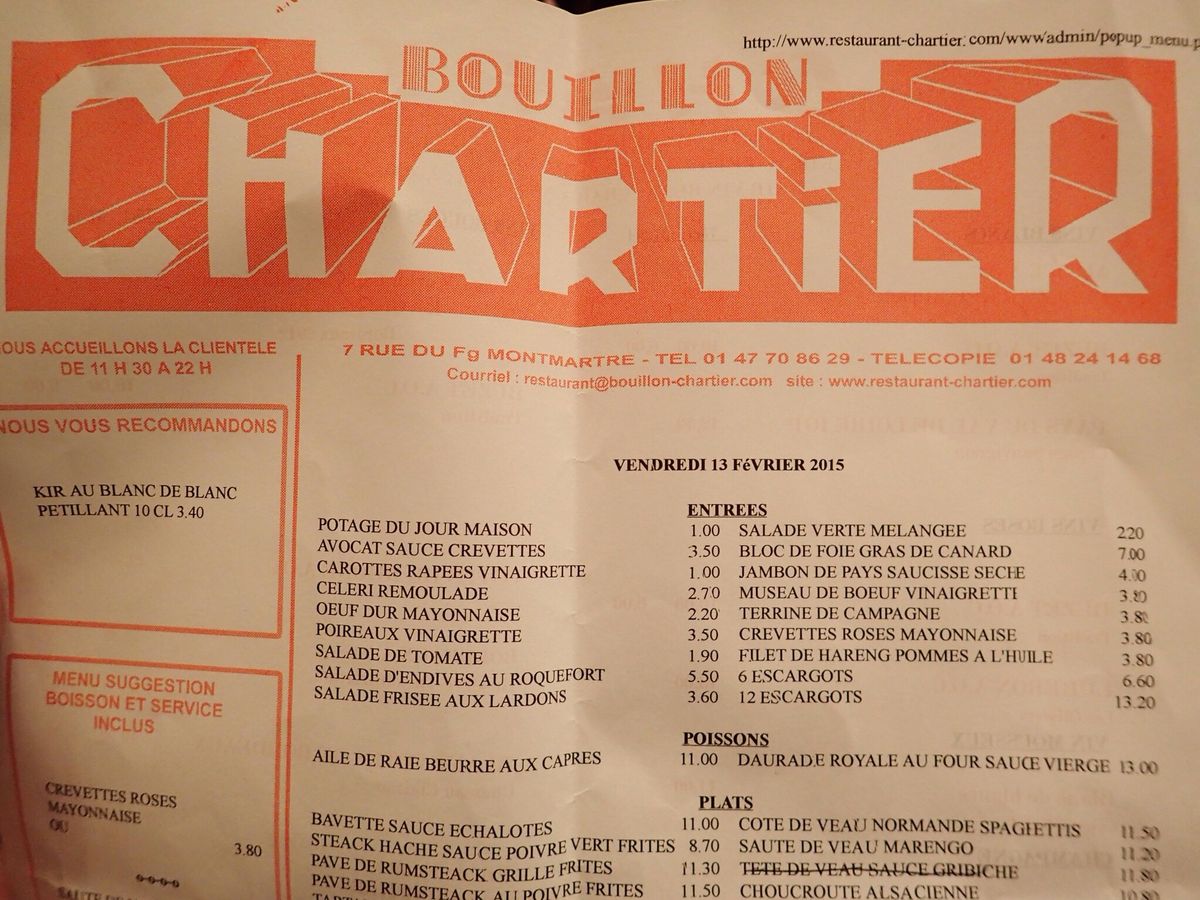 http://www.restaurant-chartier.com/www/admin/popup_menu.p
BOUILLON
CHARTiER
7 RUE DU Fg MONTMARTRE - TEL 01 47 70 86 29 - TELECOPIE 01 48 24 14 68
Courriel : restaurant@bouillon-chartier.com site : www.restaurant-chartier.com
OUS ACCUEILLONS LA CLIENTELE
DE 11 H 30 A 22 H
NOUS VOUS RECOMMANDONS
KIR AU BLANC DE BLANC
PETILLANT 10 CL 3.40
MENU SUGGESTION
BOISSON ET SERVICE
INCLUS
CREVETTES ROSES
MAYONNAISE
OU
3.80
o-o-o-o
VENDREDI 13 FéVRIER 2015
ENTREES
POTAGE DU JOUR MAISON 1.00 SALADE VERTE MELANGEE 2.20
AVOCAT SAUCE CREVETTES 3.50 BLOC DE FOIE GRAS DE CANARD 7.00
CAROTTES RAPEES VINAIGRETTE 1.00 JAMBON DE PAYS SAUCISSE SECHE 4.00
CELERI REMOULADE 2.70 MUSEAU DE BOEUF VINAIGRETTE 3.80
OEUF DUR MAYONNAISE 2.20 TERRINE DE CAMPAGNE 3.80
POIREAUX VINAIGRETTE 3.50 CREVETTES ROSES MAYONNAISE 3.80
SALADE DE TOMATE 1.90 FILET DE HARENG POMMES A L'HUILE 3.80
SALADE D'ENDIVES AU ROQUEFORT 5.50 6 ESCARGOTS 6.60
SALADE FRISEE AUX LARDONS 3.60 12 ESCARGOTS 13.20
POISSONS
AILE DE RAIE BEURRE AUX CAPRES 11.00 DAURADE ROYALE AU FOUR SAUCE VIERGE 13.00
PLATS
BAVETTE SAUCE ECHALOTES 11.00 COTE DE VEAU NORMANDE SPAGHETTIS 11.50
STEACK HACHE SAUCE POIVRE VERT FRITES 8.70 SAUTE DE VEAU MARENGO 11.20
PAVE DE RUMSTEACK GRILLE FRITES 11.30 TETE DE VEAU SAUCE GRIBICHE 11.80
PAVE DE RUMSTEACK AU POIVRE FRITES 11.50 CHOUCROUTE ALSACIENNE 10.80